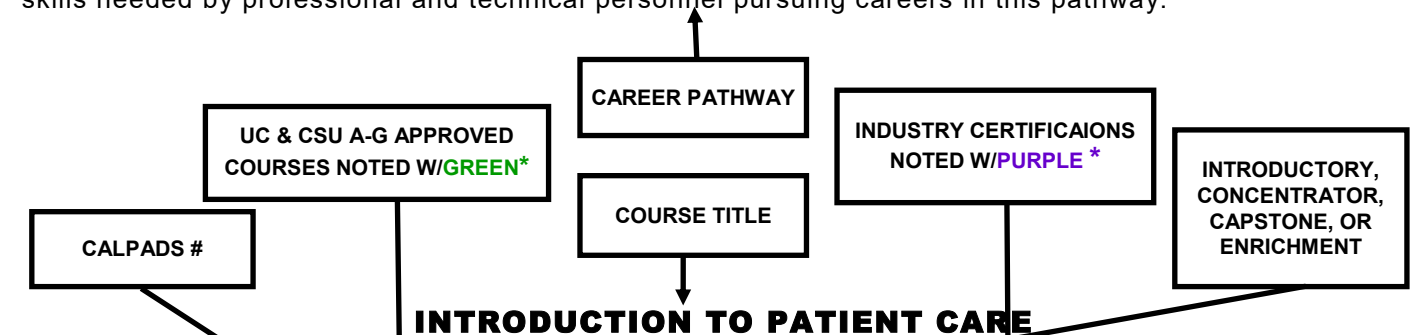 skills needed by professional and technical personnel pursuing careers in this pathway.
CAREER PATHWAY
UC & CSU A-G APPROVED
COURSES NOTED W/GREEN*
INDUSTRY CERTIFICAIONS
NOTED W/PURPLE *
INTRODUCTORY,
CONCENTRATOR,
CAPSTONE, OR
ENRICHMENT
COURSE TITLE
CALPADS #
INTRODUCTION TO PATIENT CARE